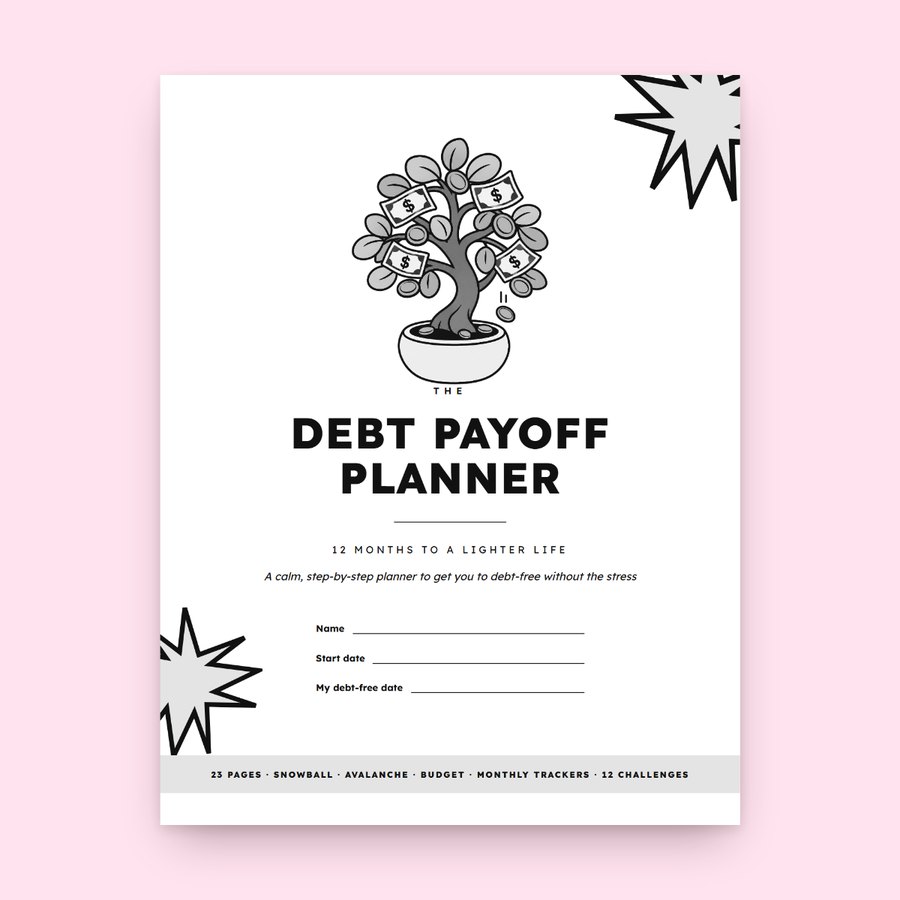 $ $
$ $
THE
DEBT PAYOFF
PLANNER
12 MONTHS TO A LIGHTER LIFE
A calm, step-by-step planner to get you to debt-free without the stress
Name
Start date
My debt-free date
23 PAGES · SNOWBALL · AVALANCHE · BUDGET · MONTHLY TRACKERS · 12 CHALLENGES